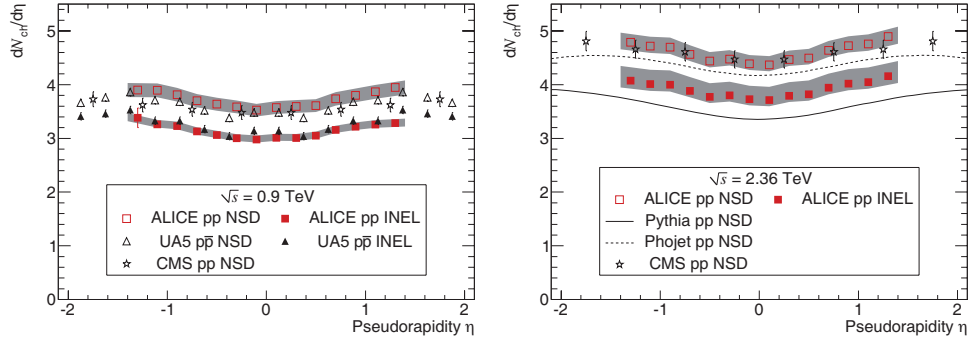 dN_ch/dη
5
4
3
2
1
0
√s = 0.9 TeV
ALICE pp NSD ALICE pp INEL
UA5 pp̅ NSD UA5 pp̅ INEL
CMS pp NSD
-2 -1 0 1 2
Pseudorapidity η
dN_ch/dη
5
4
3
2
1
0
√s = 2.36 TeV
ALICE pp NSD ALICE pp INEL
Pythia pp NSD
Phojet pp NSD
CMS pp NSD
-2 -1 0 1 2
Pseudorapidity η